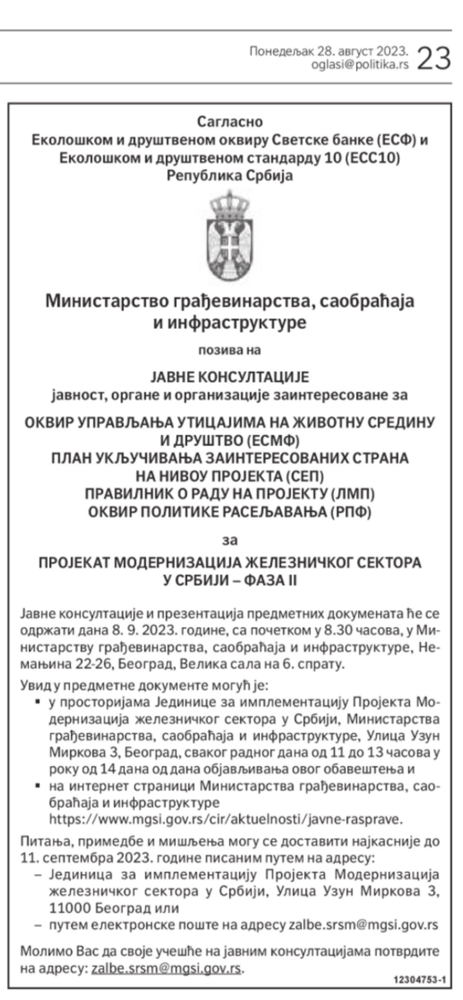 Понедељак 28. август 2023.
oglasi@politika.rs 23
Сагласно
Еколошком и друштвеном оквиру Светске банке (ЕСФ) и
Еколошком и друштвеном стандарду 10 (ЕСС10)
Република Србија
Министарство грађевинарства, саобраћаја
и инфраструктуре
позива на
ЈАВНЕ КОНСУЛТАЦИЈЕ
јавност, органе и организације заинтересоване за
ОКВИР УПРАВЉАЊА УТИЦАЈИМА НА ЖИВОТНУ СРЕДИНУ
И ДРУШТВО (ЕСМФ)
ПЛАН УКЉУЧИВАЊА ЗАИНТЕРЕСОВАНИХ СТРАНА
НА НИВОУ ПРОЈЕКТА (СЕП)
ПРАВИЛНИК О РАДУ НА ПРОЈЕКТУ (ЛМП)
ОКВИР ПОЛИТИКЕ РАСЕЉАВАЊА (РПФ)
за
ПРОЈЕКАТ МОДЕРНИЗАЦИЈА ЖЕЛЕЗНИЧКОГ СЕКТОРА
У СРБИЈИ – ФАЗА II
Јавне консултације и презентација предметних докумената ће се
одржати дана 8. 9. 2023. године, са почетком у 8.30 часова, у Ми-
нистарству грађевинарства, саобраћаја и инфраструктуре, Не-
мањина 22-26, Београд, Велика сала на 6. спрату.
Увид у предметне документе могућ је:
▪ у просторијама Јединице за имплементацију Пројекта Мо-
дернизација железничког сектора у Србији, Министарства
грађевинарства, саобраћаја и инфраструктуре, Улица Узун
Миркова 3, Београд, сваког радног дана од 11 до 13 часова у
року од 14 дана од дана објављивања овог обавештења и
▪ на интернет страници Министарства грађевинарства, сао-
браћаја и инфраструктуре
https://www.mgsi.gov.rs/cir/aktuelnosti/javne-rasprave.
Питања, примедбе и мишљења могу се доставити најкасније до
11. септембра 2023. године писаним путем на адресу:
– Јединица за имплементацију Пројекта Модернизација
железничког сектора у Србији, Улица Узун Миркова 3,
11000 Београд или
– путем електронске поште на адресу zalbe.srsm@mgsi.gov.rs
Молимо Вас да своје учешће на јавним консултацијама потврдите
на адресу: zalbe.srsm@mgsi.gov.rs.
12304753-1